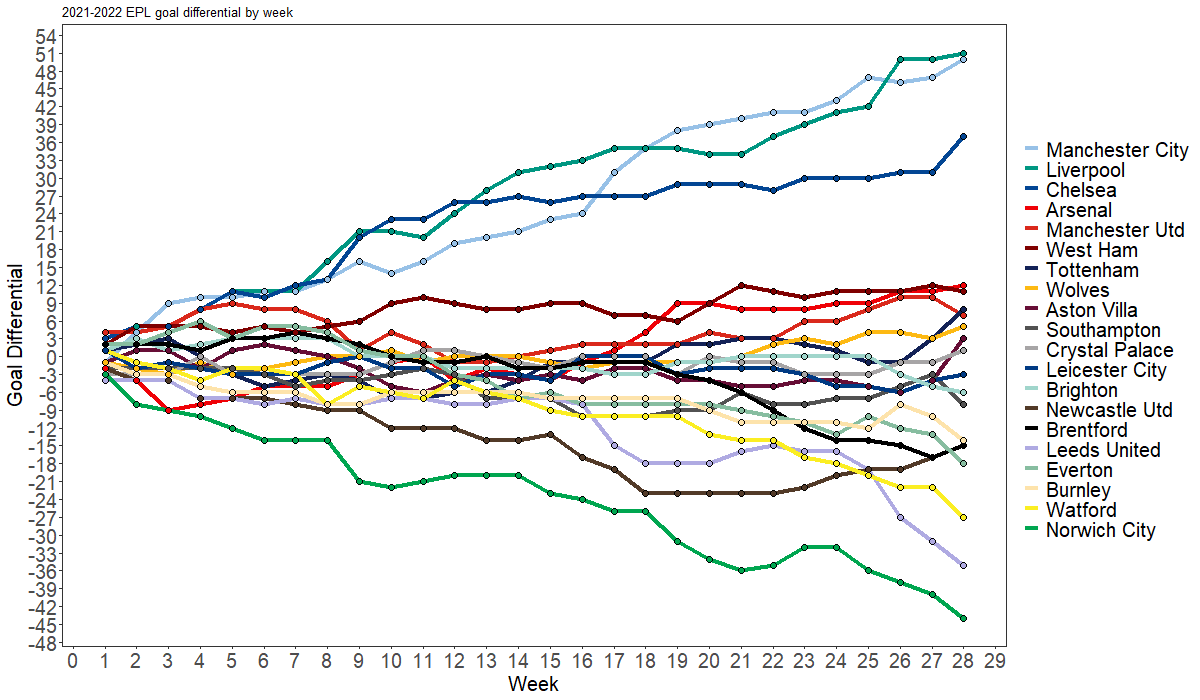 2021-2022 EPL goal differential by week
Goal Differential
54
51
48
45
42
39
36
33
30
27
24
21
18
15
12
9
6
3
0
-3
-6
-9
-12
-15
-18
-21
-24
-27
-30
-33
-36
-39
-42
-45
-48
0 1 2 3 4 5 6 7 8 9 10 11 12 13 14 15 16 17 18 19 20 21 22 23 24 25 26 27 28 29
Week
Manchester City
Liverpool
Chelsea
Arsenal
Manchester Utd
West Ham
Tottenham
Wolves
Aston Villa
Southampton
Crystal Palace
Leicester City
Brighton
Newcastle Utd
Brentford
Leeds United
Everton
Burnley
Watford
Norwich City